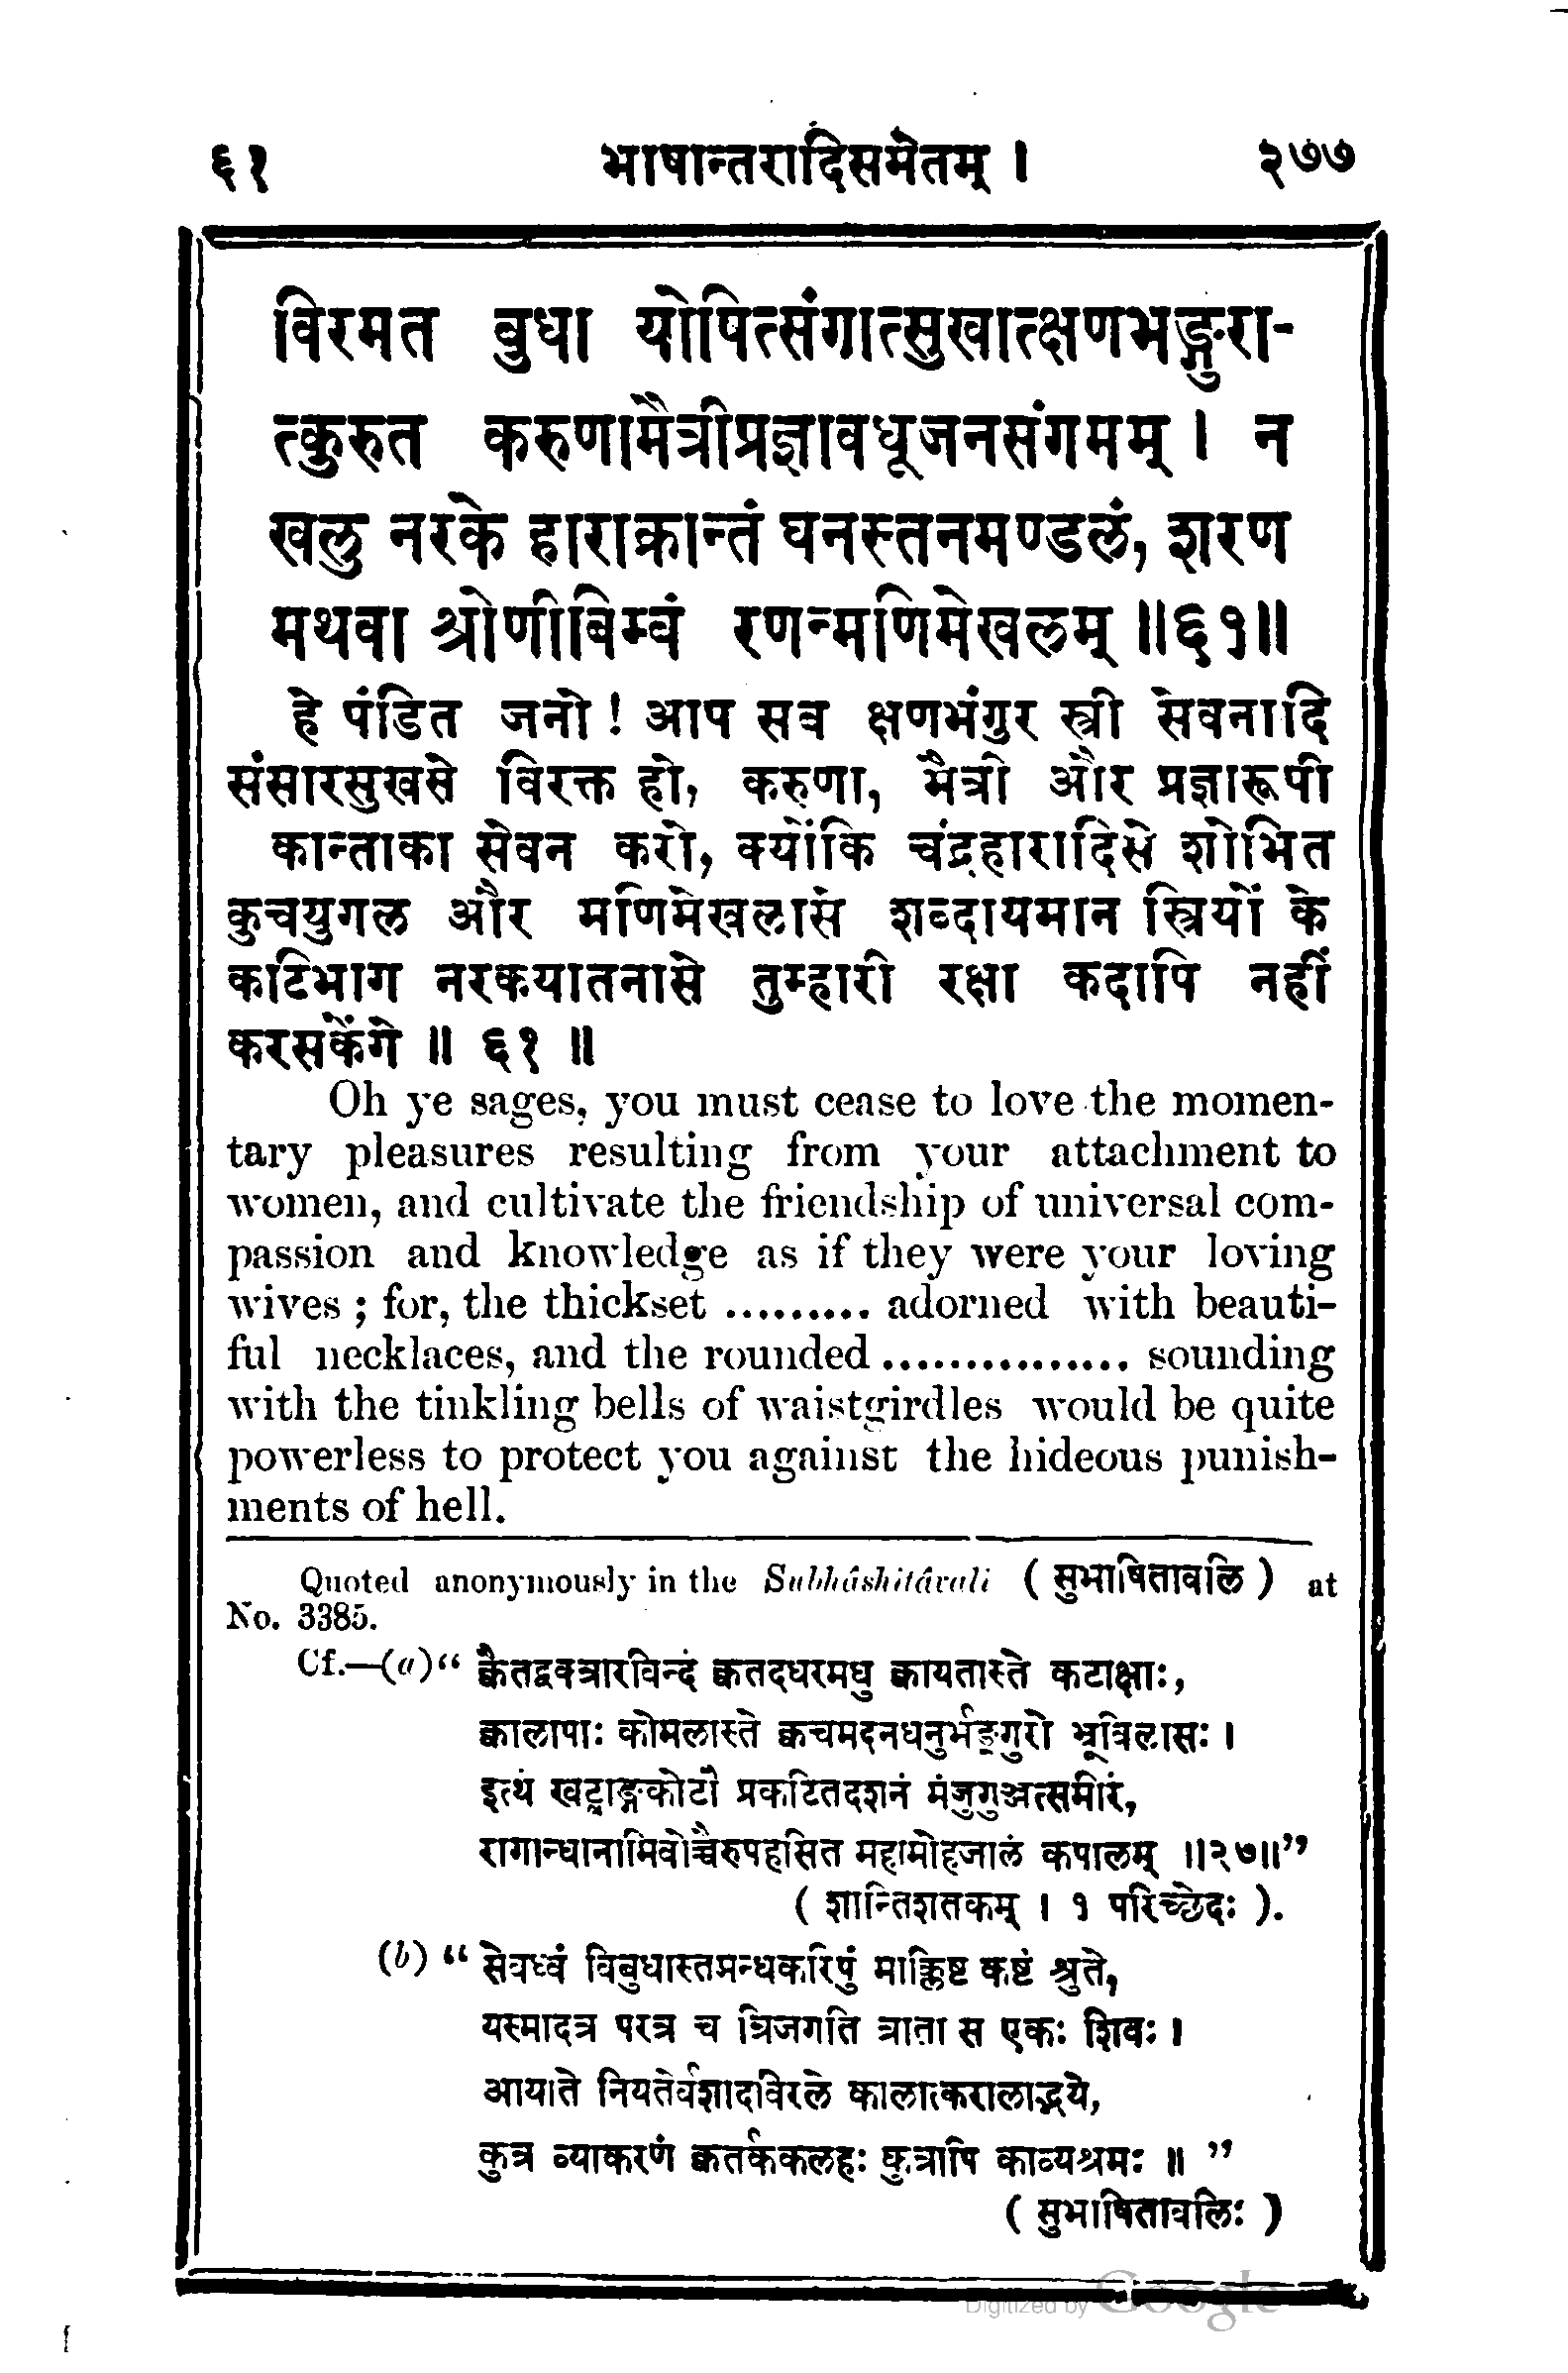 ६१ भाषान्तरादिसमेतम् । २७७
विरमत बुधा योषित्संगात्सुखात्क्षणभङ्गुरा-
त्कुरुत करुणामैत्रीप्रज्ञावधूजनसंगमम् । न
खलु नरके हाराक्रान्तं घनस्तनमण्डलं, शरण
मथवा श्रोणीबिम्बं रणन्मणिमेखलम् ॥६१॥
हे पंडित जनो ! आप सब क्षणभंगुर स्त्री सेवनादि
संसारसुखसे विरक्त हो, करुणा, मैत्री और प्रज्ञारूपी
कान्ताका सेवन करो, क्योंकि चंद्रहारादिसे शोभित
कुचयुगल और मणिमेखलासे शब्दायमान स्त्रियों के
कटिभाग नरकयातनासे तुम्हारी रक्षा कदापि नहीं
करसकेंगे ॥ ६१ ॥
Oh ye sages, you must cease to love the momen-
tary pleasures resulting from your attachment to
women, and cultivate the friendship of universal com-
passion and knowledge as if they were your loving
wives ; for, the thickset ......... adorned with beauti-
ful necklaces, and the rounded ............... sounding
with the tinkling bells of waistgirdles would be quite
powerless to protect you against the hideous punish-
ments of hell.
Quoted anonymously in the Subhâshitâvali ( सुभाषितावलि ) at
No. 3385.
Cf.—(a) “ क्वैतद्वक्त्रारविन्दं क्वतदधरमधु क्वायतास्ते कटाक्षाः,
क्वालापाः कोमलास्ते क्वचमदनधनुर्भङ्गुरो भ्रूविलासः ।
इत्थं खट्वाङ्गकोटौ प्रकटितदशनं मंजुगुञ्जत्समीरं,
रागान्धानामिवोच्चैरुपहसित महामोहजालं कपालम् ॥२७॥”
( शान्तिशतकम् । १ परिच्छेदः ).
(b) “ सेवध्वं विबुधास्तमन्धकरिपुं माक्लिष्ट कष्टं श्रुते,
यस्मादत्र परत्र च त्रिजगति त्राता स एकः शिवः ।
आयाते नियतेर्वशादविरले कालात्करालाद्भये,
कुत्र व्याकरणं क्वतर्ककलहः कुत्रापि काव्यश्रमः ॥ ”
( सुभाषितावलिः )
Digitized by Google